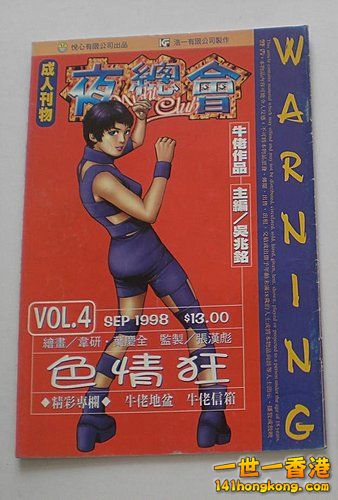 悅心有限公司出品
浩一有限公司製作
成人刊物
夜總會
Night Club
牛佬作品
主編/吳兆銘
WARNING
VOL.4
SEP 1998 $13.00
繪畫/韋研・葉慶全 監製/張漢彪
色情狂
◆精彩專欄◆ 牛佬地盆 牛佬信箱
一世一香港
141hongkong.com